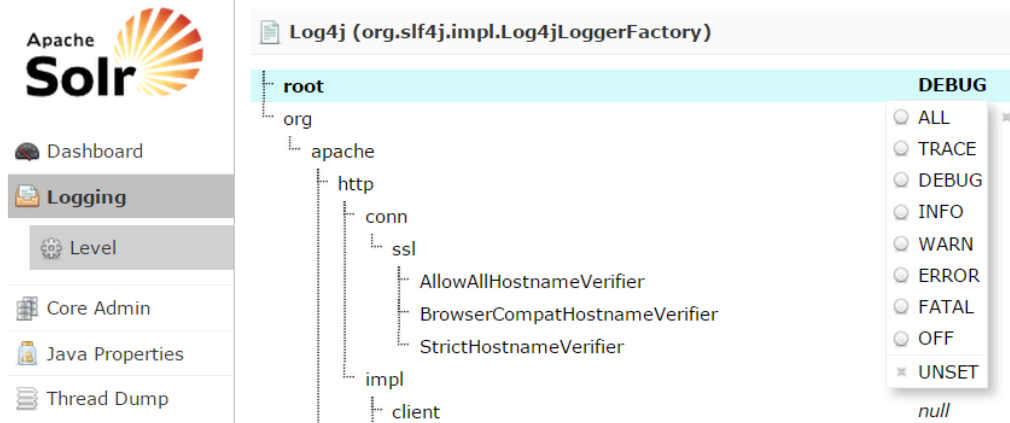 Apache
Solr
Dashboard
Logging
Level
Core Admin
Java Properties
Thread Dump
Log4j (org.slf4j.impl.Log4jLoggerFactory)
root DEBUG
org
apache
http
conn
ssl
AllowAllHostnameVerifier
BrowserCompatHostnameVerifier
StrictHostnameVerifier
impl
client null
ALL
TRACE
DEBUG
INFO
WARN
ERROR
FATAL
OFF
UNSET